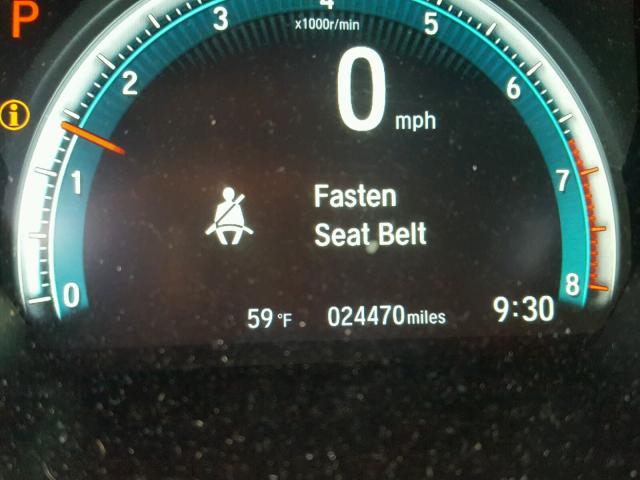 P
4
3
5
x1000r/min
2
6
0 mph
i
1
7
Fasten
Seat Belt
0
8
59 °F 024470 miles 9:30